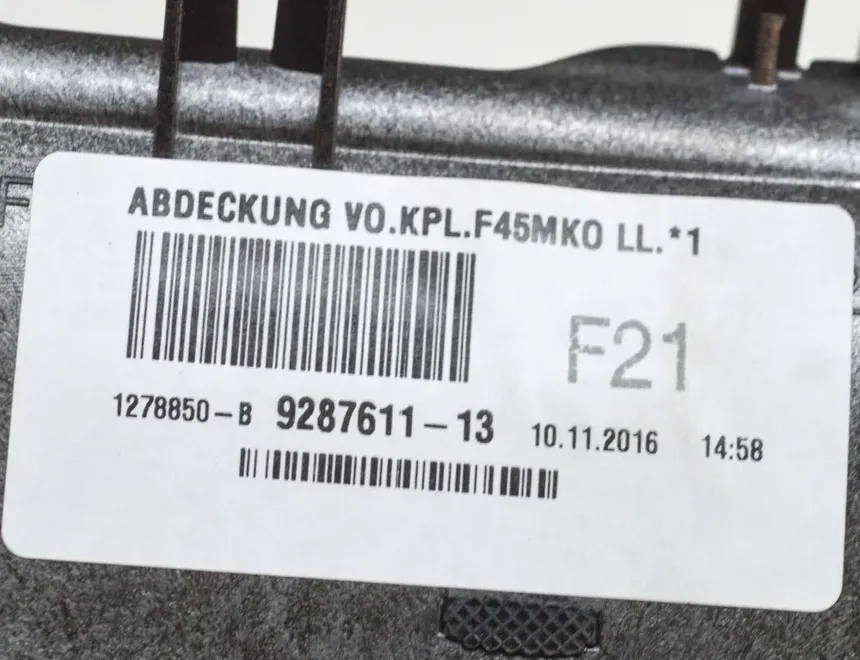 ABDECKUNG VO.KPL.F45MKO LL.*1
F21
1278850-B 9287611-13 10.11.2016 14:58